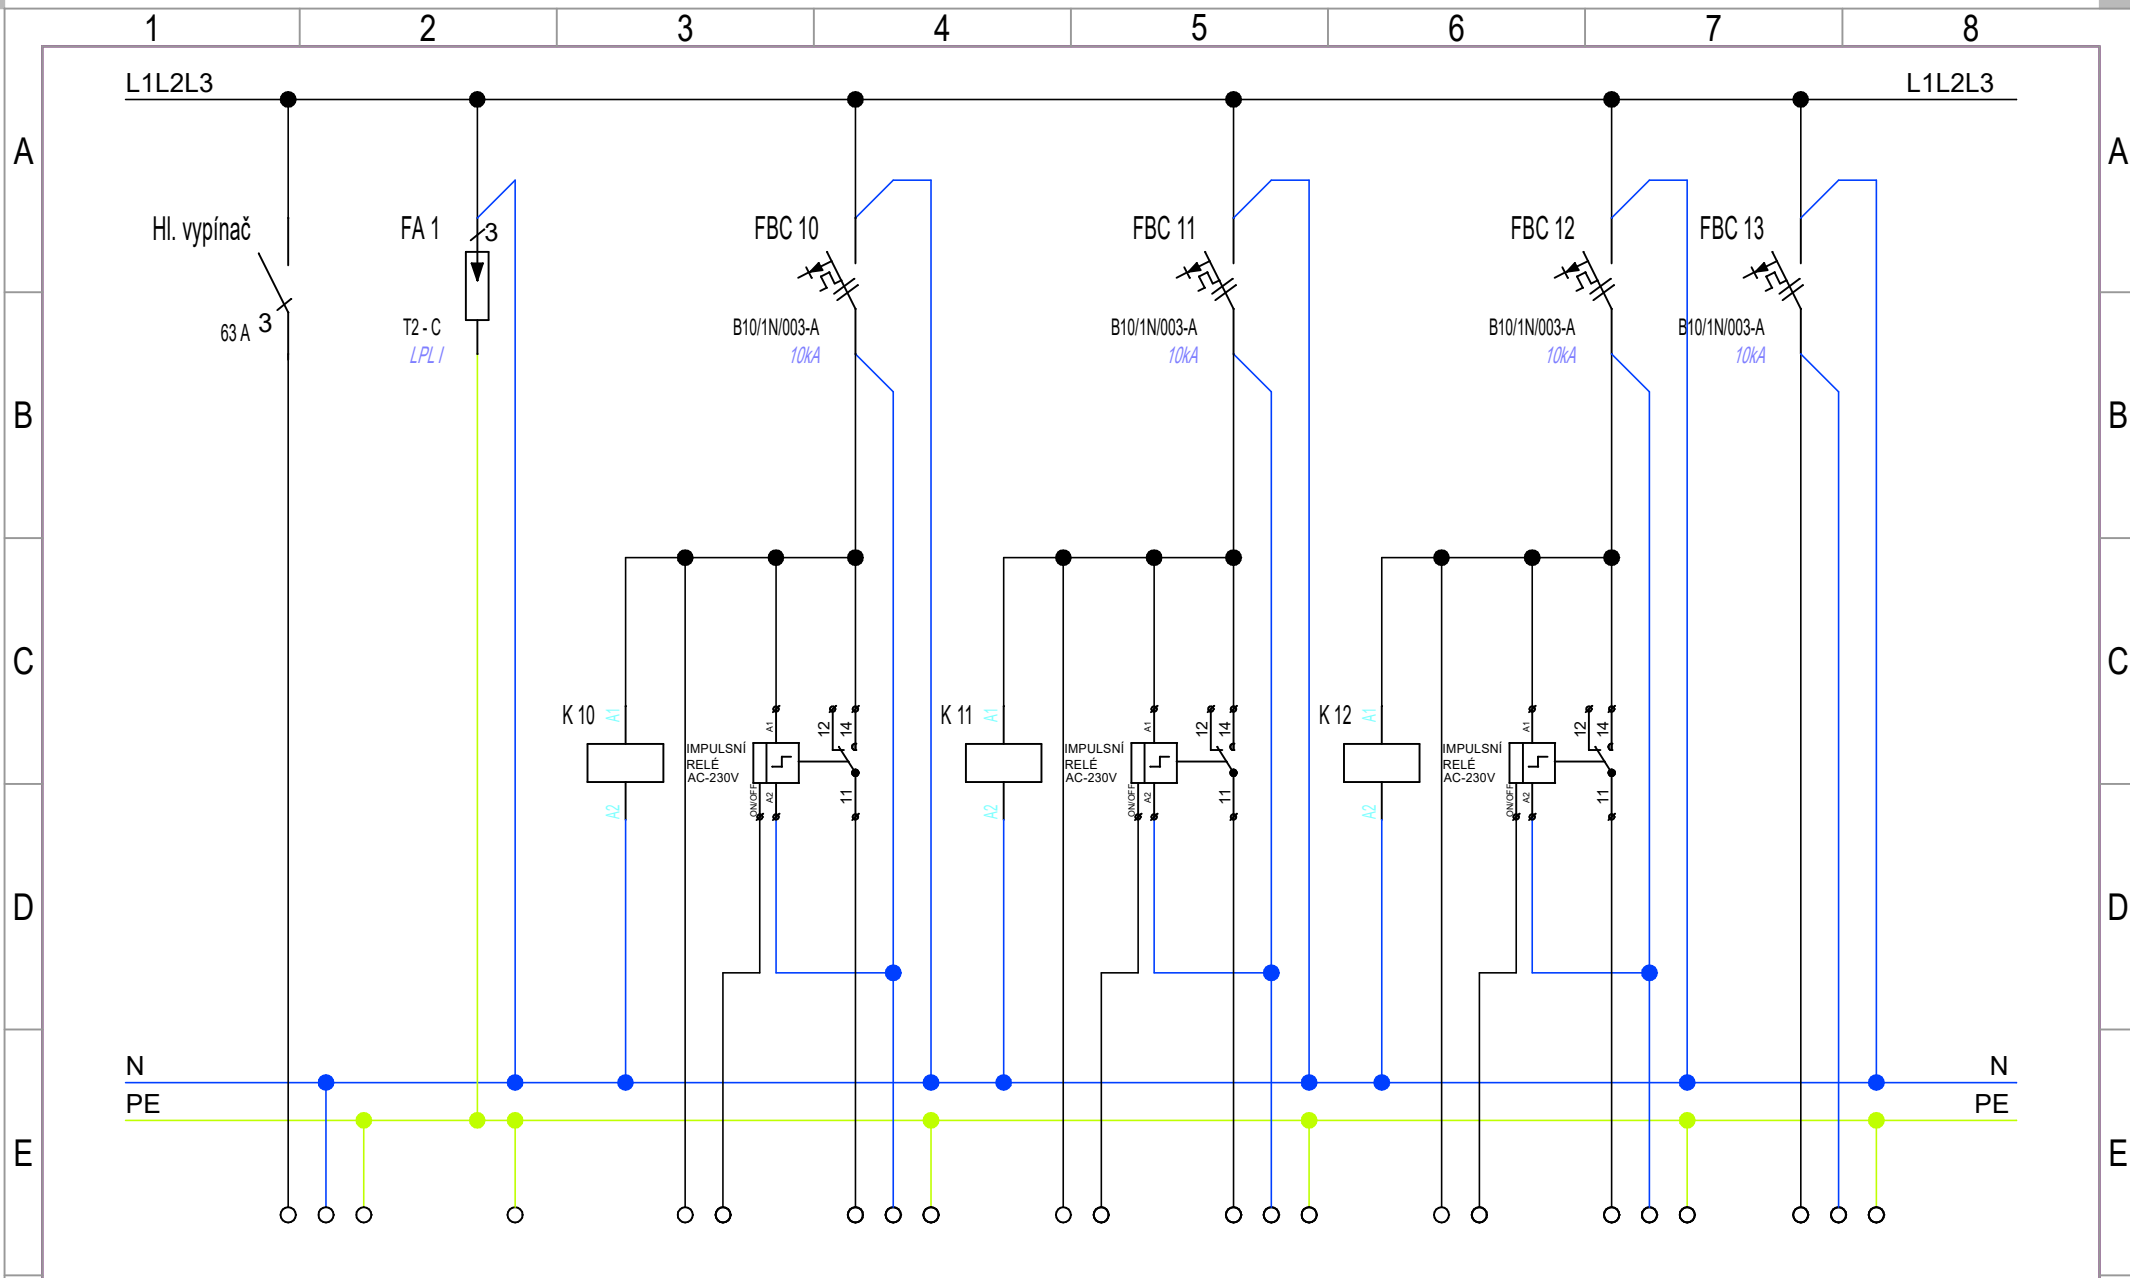 1 2 3 4 5 6 7 8
L1L2L3 L1L2L3
A A
Hl. vypínač FA 1 3 FBC 10 FBC 11 FBC 12 FBC 13
63 A 3 T2 - C B10/1N/003-A B10/1N/003-A B10/1N/003-A B10/1N/003-A
LPL I 10kA 10kA 10kA 10kA
B B
C C
K 10 A1 A1 12 14 K 11 A1 A1 12 14 K 12 A1 A1 12 14
IMPULSNÍ IMPULSNÍ IMPULSNÍ
RELÉ RELÉ RELÉ
AC-230V AC-230V AC-230V
A2 ON/OFF A2 11 A2 ON/OFF A2 11 A2 ON/OFF A2 11
D D
N N
PE PE
E E